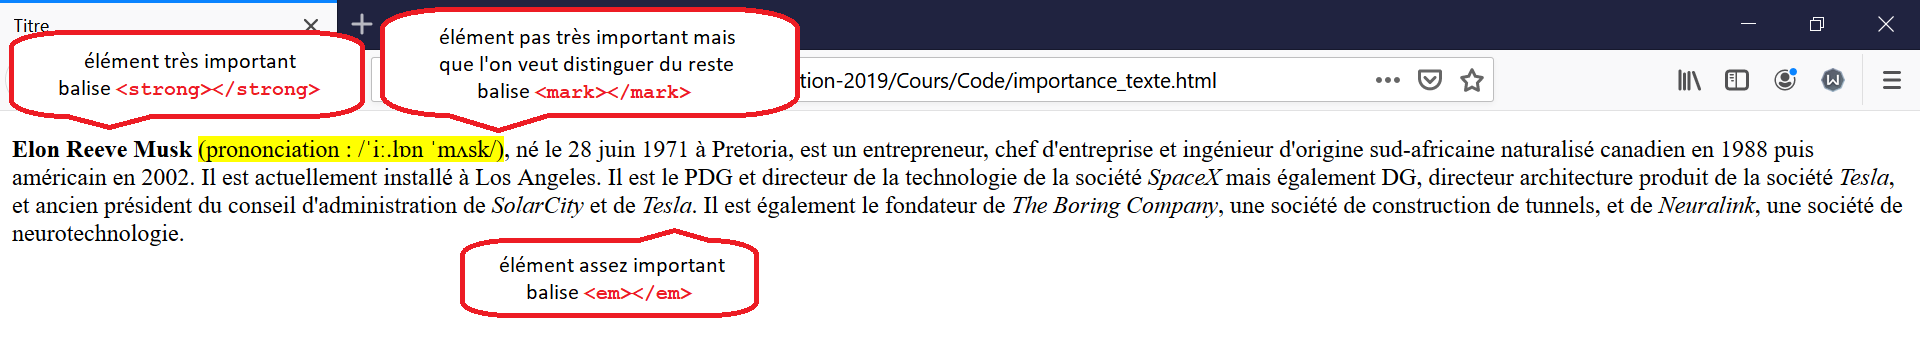 Titre
élément très important
balise <strong></strong>
élément pas très important mais
que l'on veut distinguer du reste
balise <mark></mark>
tion-2019/Cours/Code/importance_texte.html
Elon Reeve Musk (prononciation : /ˈiː.lɒn ˈmʌsk/), né le 28 juin 1971 à Pretoria, est un entrepreneur, chef d'entreprise et ingénieur d'origine sud-africaine naturalisé canadien en 1988 puis
américain en 2002. Il est actuellement installé à Los Angeles. Il est le PDG et directeur de la technologie de la société SpaceX mais également DG, directeur architecture produit de la société Tesla,
et ancien président du conseil d'administration de SolarCity et de Tesla. Il est également le fondateur de The Boring Company, une société de construction de tunnels, et de Neuralink, une société de
neurotechnologie.
élément assez important
balise <em></em>